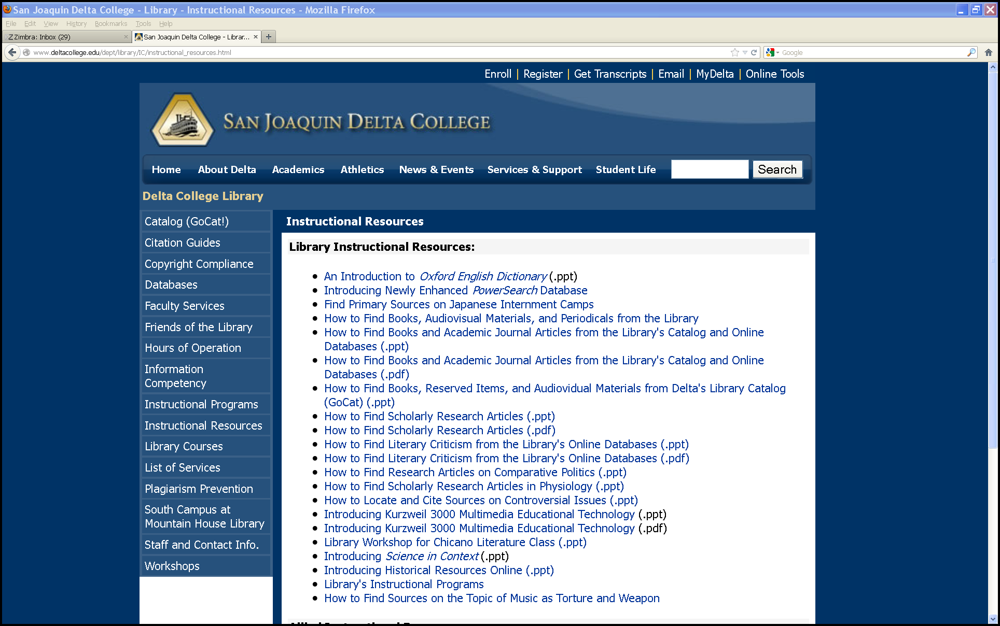 San Joaquin Delta College - Library - Instructional Resources - Mozilla Firefox
File Edit View History Bookmarks Tools Help
Zimbra: Inbox (29) San Joaquin Delta College - Librar...
www.deltacollege.edu/dept/library/IC/instructional_resources.html Google
Enroll | Register | Get Transcripts | Email | MyDelta | Online Tools
SAN JOAQUIN DELTA COLLEGE
Home About Delta Academics Athletics News & Events Services & Support Student Life Search
Delta College Library
Catalog (GoCat!)
Citation Guides
Copyright Compliance
Databases
Faculty Services
Friends of the Library
Hours of Operation
Information
Competency
Instructional Programs
Instructional Resources
Library Courses
List of Services
Plagiarism Prevention
South Campus at
Mountain House Library
Staff and Contact Info.
Workshops
Instructional Resources
Library Instructional Resources:
An Introduction to Oxford English Dictionary (.ppt)
Introducing Newly Enhanced PowerSearch Database
Find Primary Sources on Japanese Internment Camps
How to Find Books, Audiovisual Materials, and Periodicals from the Library
How to Find Books and Academic Journal Articles from the Library's Catalog and Online
Databases (.ppt)
How to Find Books and Academic Journal Articles from the Library's Catalog and Online
Databases (.pdf)
How to Find Books, Reserved Items, and Audiovidual Materials from Delta's Library Catalog
(GoCat) (.ppt)
How to Find Scholarly Research Articles (.ppt)
How to Find Scholarly Research Articles (.pdf)
How to Find Literary Criticism from the Library's Online Databases (.ppt)
How to Find Literary Criticism from the Library's Online Databases (.pdf)
How to Find Research Articles on Comparative Politics (.ppt)
How to Find Scholarly Research Articles in Physiology (.ppt)
How to Locate and Cite Sources on Controversial Issues (.ppt)
Introducing Kurzweil 3000 Multimedia Educational Technology (.ppt)
Introducing Kurzweil 3000 Multimedia Educational Technology (.pdf)
Library Workshop for Chicano Literature Class (.ppt)
Introducing Science in Context (.ppt)
Introducing Historical Resources Online (.ppt)
Library's Instructional Programs
How to Find Sources on the Topic of Music as Torture and Weapon